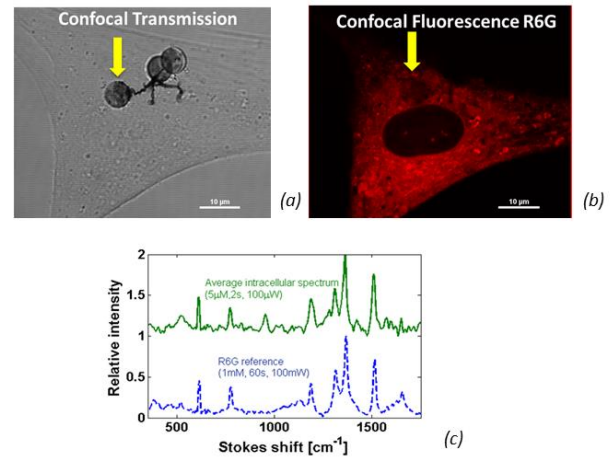 Confocal Transmission
10 µm
(a)
Confocal Fluorescence R6G
10 µm
(b)
2
1.5
1
0.5
0
Relative intensity
Average intracellular spectrum
(5µM,2s, 100µW)
R6G reference
(1mM, 60s, 100mW)
500 1000 1500
Stokes shift [cm⁻¹]
(c)